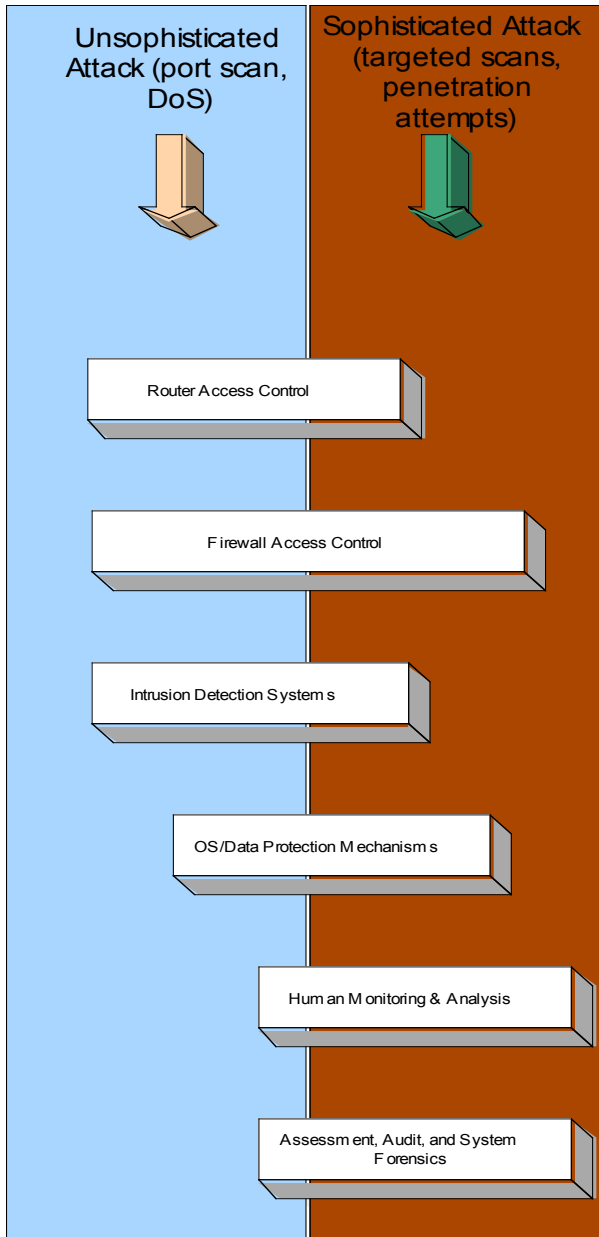 Unsophisticated
Attack (port scan,
DoS)
Sophisticated Attack
(targeted scans,
penetration
attempts)
Router Access Control
Firewall Access Control
Intrusion Detection Systems
OS/Data Protection Mechanisms
Human Monitoring & Analysis
Assessment, Audit, and System
Forensics